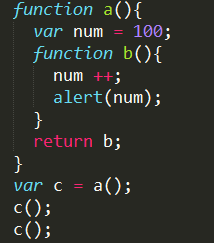 function a(){
  var num = 100;
  function b(){
    num ++;
    alert(num);
  }
  return b;
}
var c = a();
c();
c();